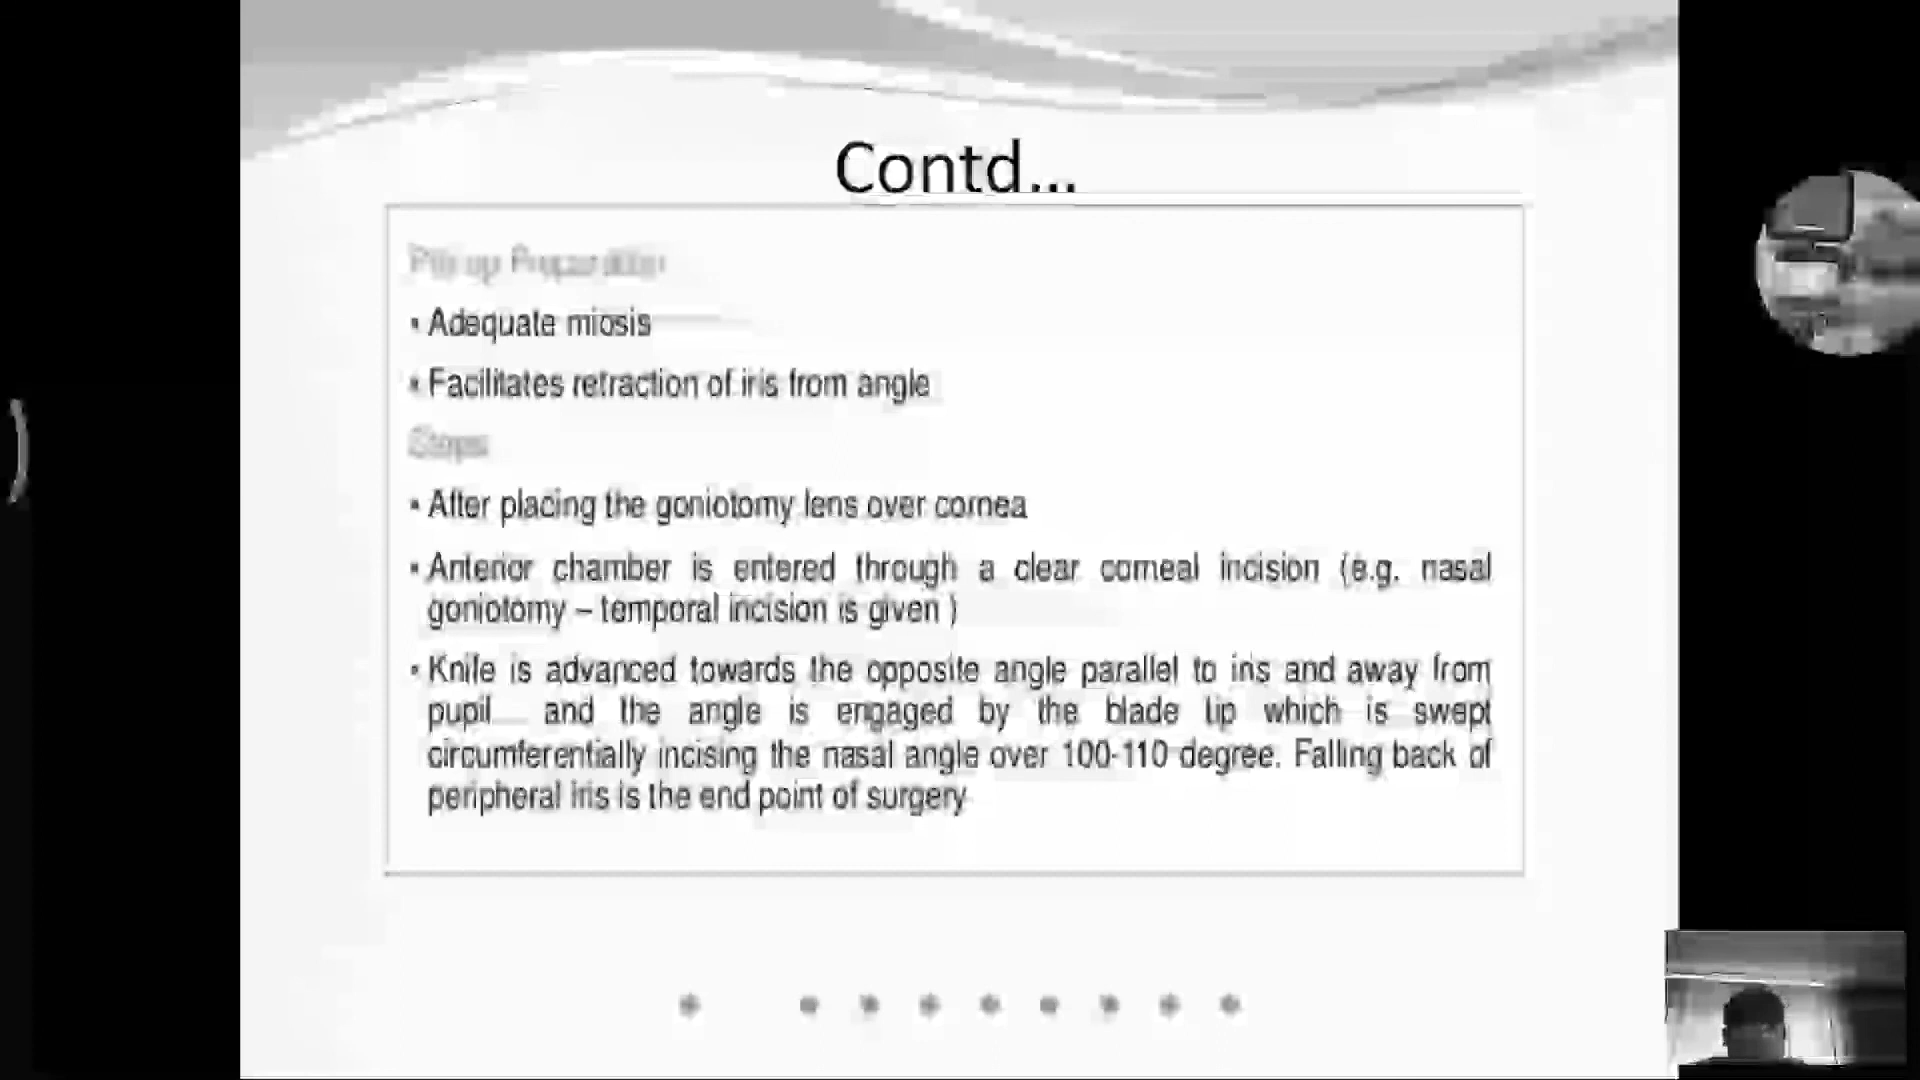 Contd...
• Adequate miosis
• Facilitates retraction of iris from angle
Steps
• After placing the goniotomy lens over cornea
• Anterior chamber is entered through a clear corneal incision (e.g. nasal
goniotomy – temporal incision is given )
• Knife is advanced towards the opposite angle parallel to iris and away from
pupil and the angle is engaged by the blade tip which is swept
circumferentially incising the nasal angle over 100-110 degree. Falling back of
peripheral iris is the end point of surgery